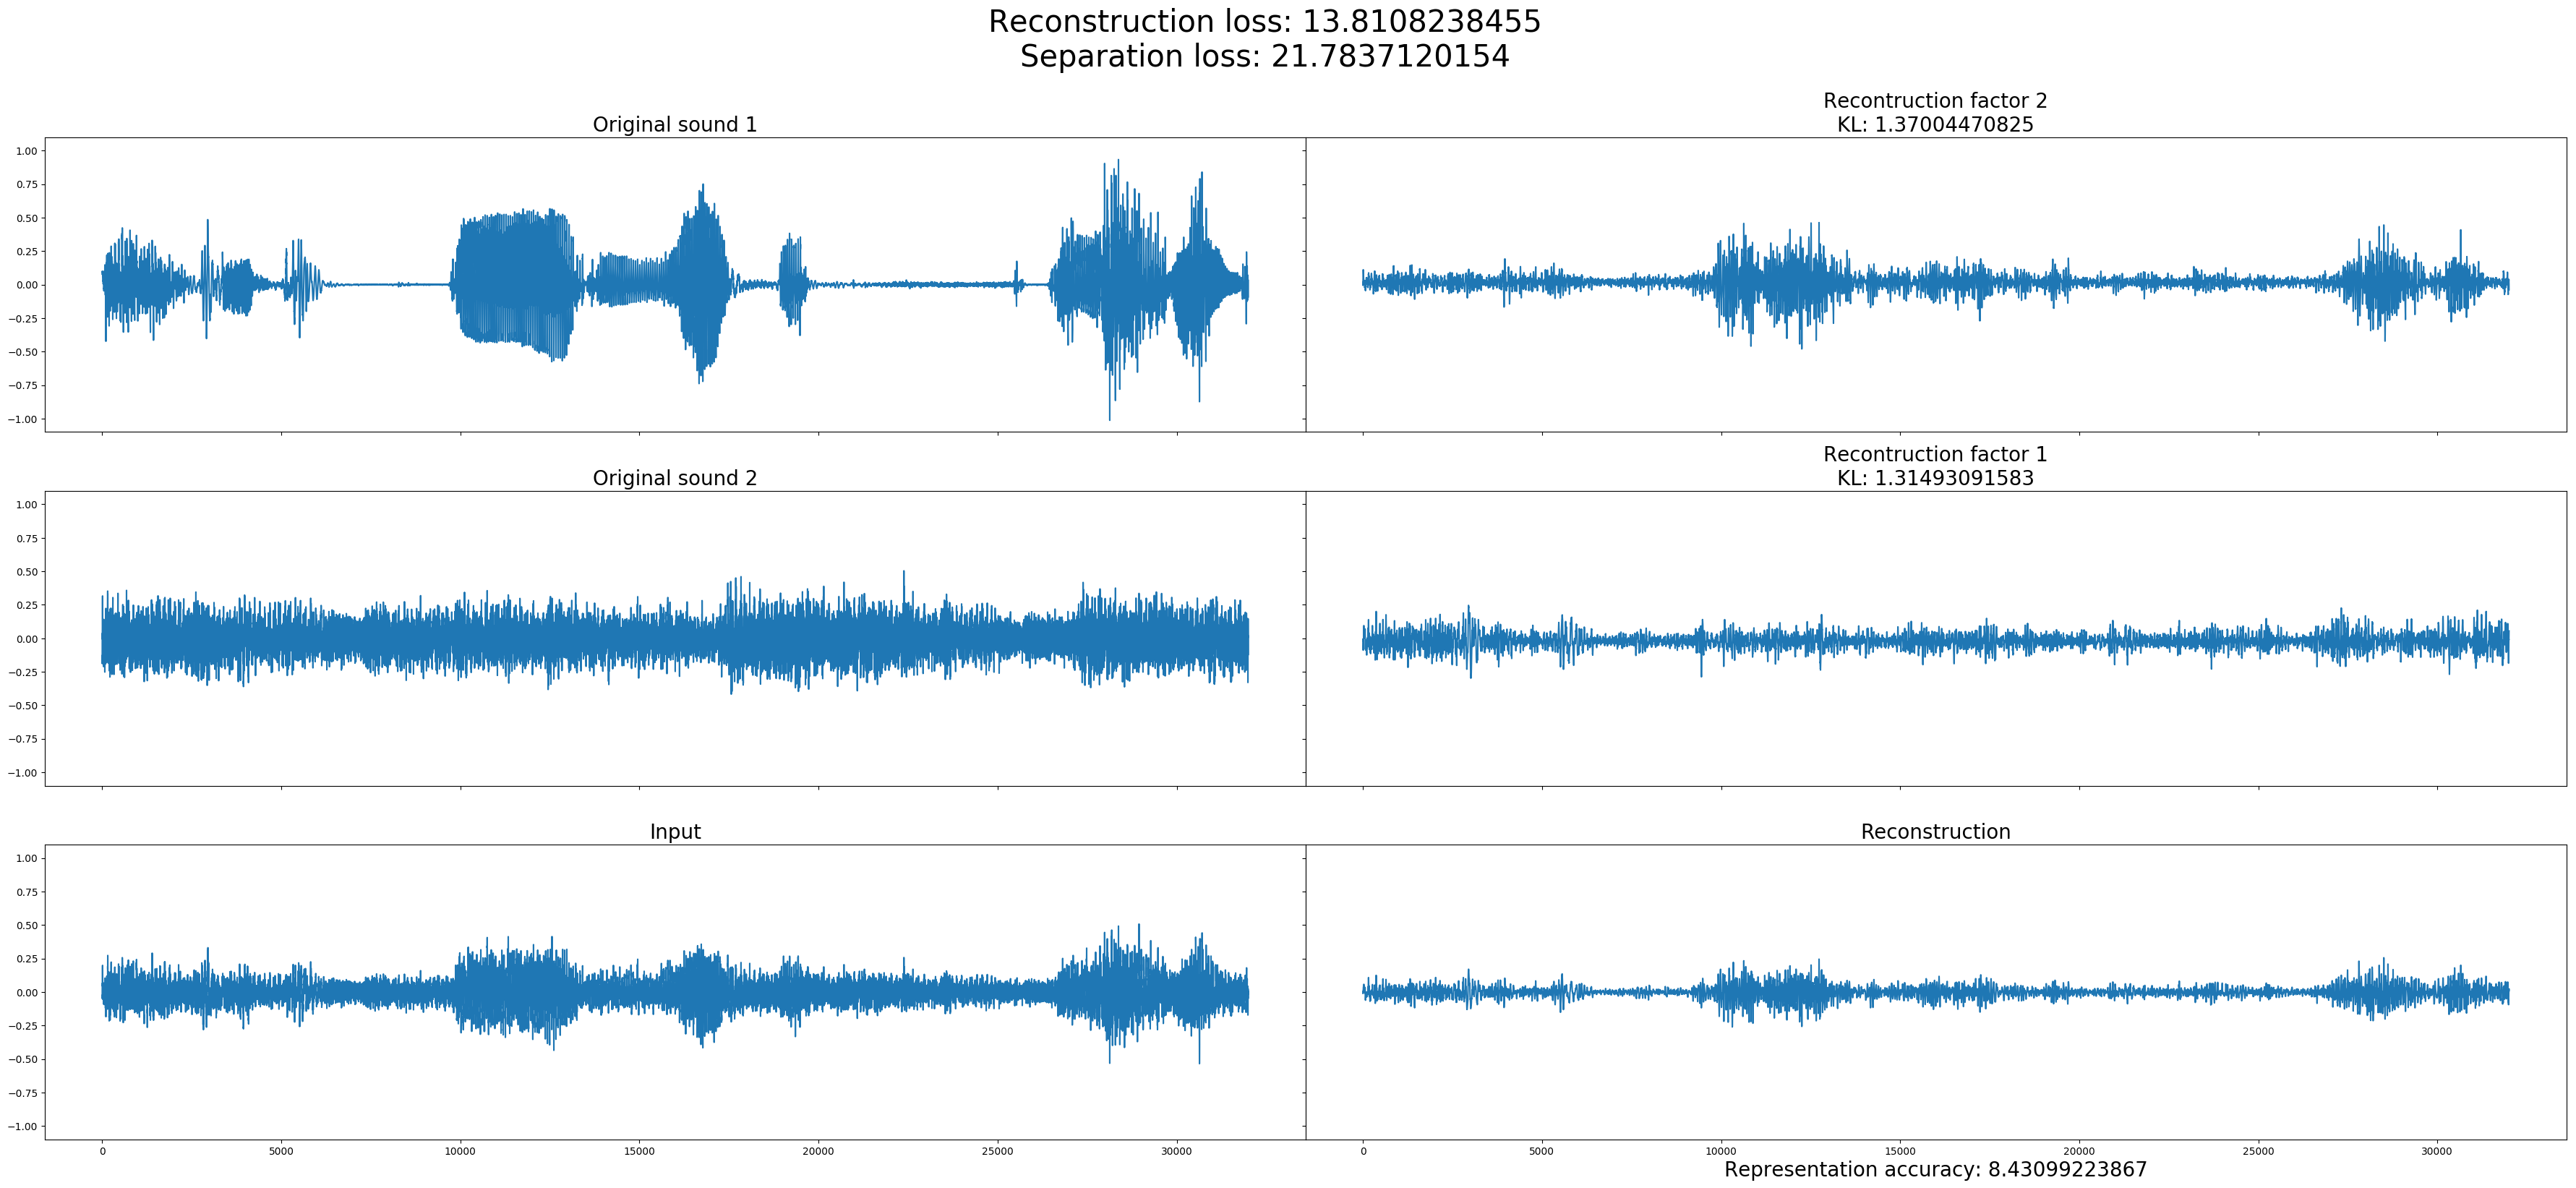 Reconstruction loss: 13.8108238455
Separation loss: 21.7837120154
Original sound 1
Recontruction factor 2
KL: 1.37004470825
1.00
0.75
0.50
0.25
0.00
−0.25
−0.50
−0.75
−1.00
Original sound 2
Recontruction factor 1
KL: 1.31493091583
1.00
0.75
0.50
0.25
0.00
−0.25
−0.50
−0.75
−1.00
Input
Reconstruction
1.00
0.75
0.50
0.25
0.00
−0.25
−0.50
−0.75
−1.00
0 5000 10000 15000 20000 25000 30000
0 5000 10000 15000 20000 25000 30000
Representation accuracy: 8.43099223867